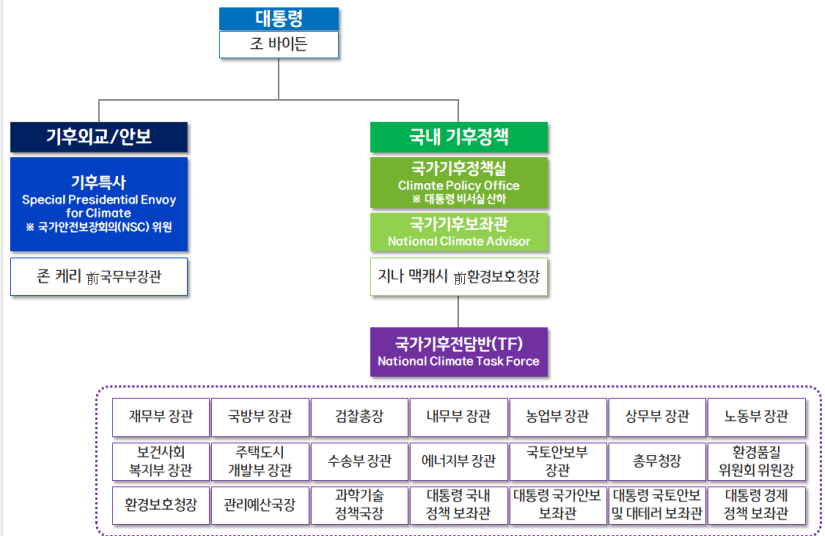 대통령
조 바이든
기후외교/안보
기후특사
Special Presidential Envoy
for Climate
※ 국가안전보장회의(NSC) 위원
존 케리 前국무부장관
국내 기후정책
국가기후정책실
Climate Policy Office
※ 대통령 비서실 산하
국가기후보좌관
National Climate Advisor
지나 맥캐시 前환경보호청장
국가기후전담반(TF)
National Climate Task Force
재무부 장관
국방부 장관
검찰총장
내무부 장관
농업부 장관
상무부 장관
노동부 장관
보건사회
복지부 장관
주택도시
개발부 장관
수송부 장관
에너지부 장관
국토안보부
장관
총무청장
환경품질
위원회 위원장
환경보호청장
관리예산국장
과학기술
정책국장
대통령 국내
정책 보좌관
대통령 국가안보
보좌관
대통령 국토안보
및 대테러 보좌관
대통령 경제
정책 보좌관